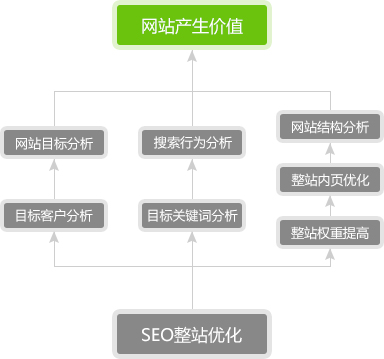 网站产生价值
网站目标分析
搜索行为分析
网站结构分析
整站内页优化
目标客户分析
目标关键词分析
整站权重提高
SEO整站优化